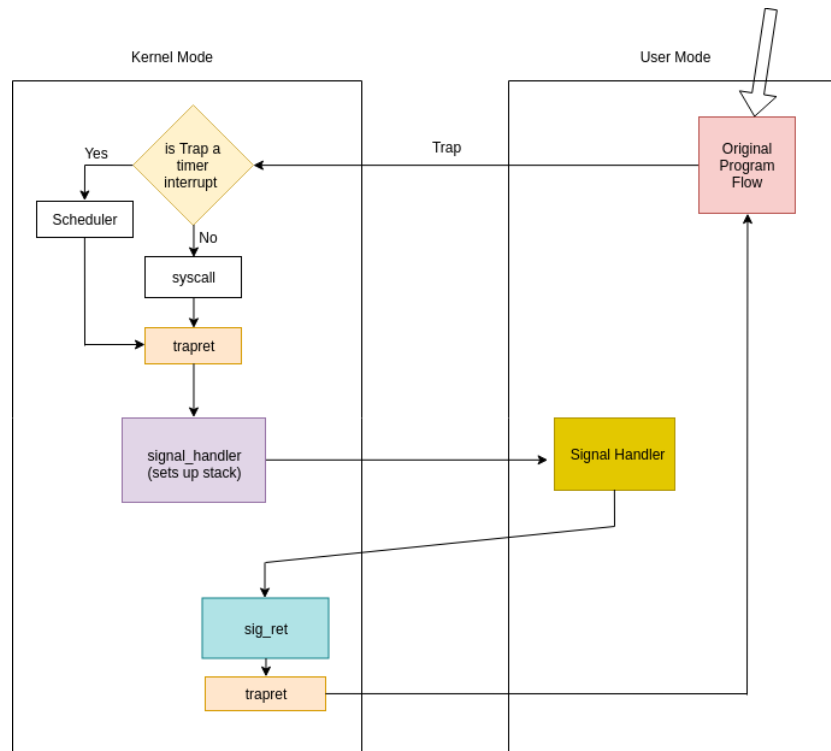 Kernel Mode
User Mode
is Trap a
timer
interrupt
Yes
Trap
Original
Program
Flow
Scheduler
No
syscall
trapret
signal_handler
(sets up stack)
Signal Handler
sig_ret
trapret